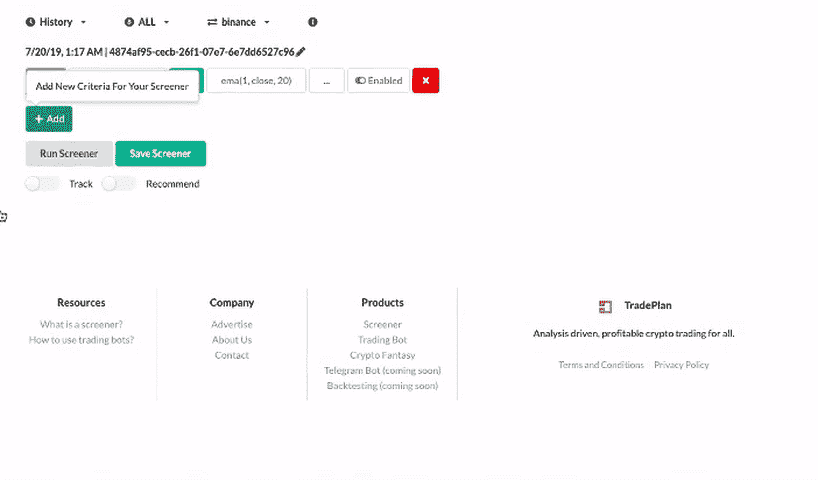 History ALL binance
7/20/19, 1:17 AM | 4874af95-cecb-26f1-07e7-6e7dd6527c96
Add New Criteria For Your Screener
ema(1, close, 20) ... Enabled
+ Add
Run Screener Save Screener
Track Recommend
Resources
What is a screener?
How to use trading bots?
Company
Advertise
About Us
Contact
Products
Screener
Trading Bot
Crypto Fantasy
Telegram Bot (coming soon)
Backtesting (coming soon)
TradePlan
Analysis driven, profitable crypto trading for all.
Terms and Conditions Privacy Policy